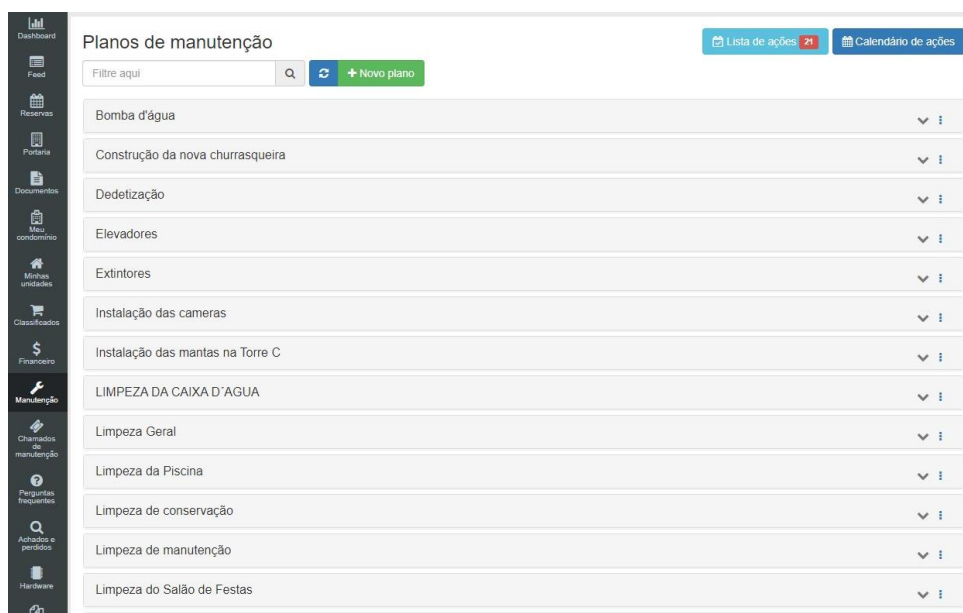 Dashboard
Feed
Reservas
Portaria
Documentos
Meu
condomínio
Minhas
unidades
Classificados
Financeiro
Manutenção
Chamados
de
manutenção
Perguntas
frequentes
Achados e
perdidos
Hardware
Planos de manutenção
Lista de ações 21
Calendário de ações
Filtre aqui
Novo plano
Bomba d'água
Construção da nova churrasqueira
Dedetização
Elevadores
Extintores
Instalação das cameras
Instalação das mantas na Torre C
LIMPEZA DA CAIXA D´AGUA
Limpeza Geral
Limpeza da Piscina
Limpeza de conservação
Limpeza de manutenção
Limpeza do Salão de Festas